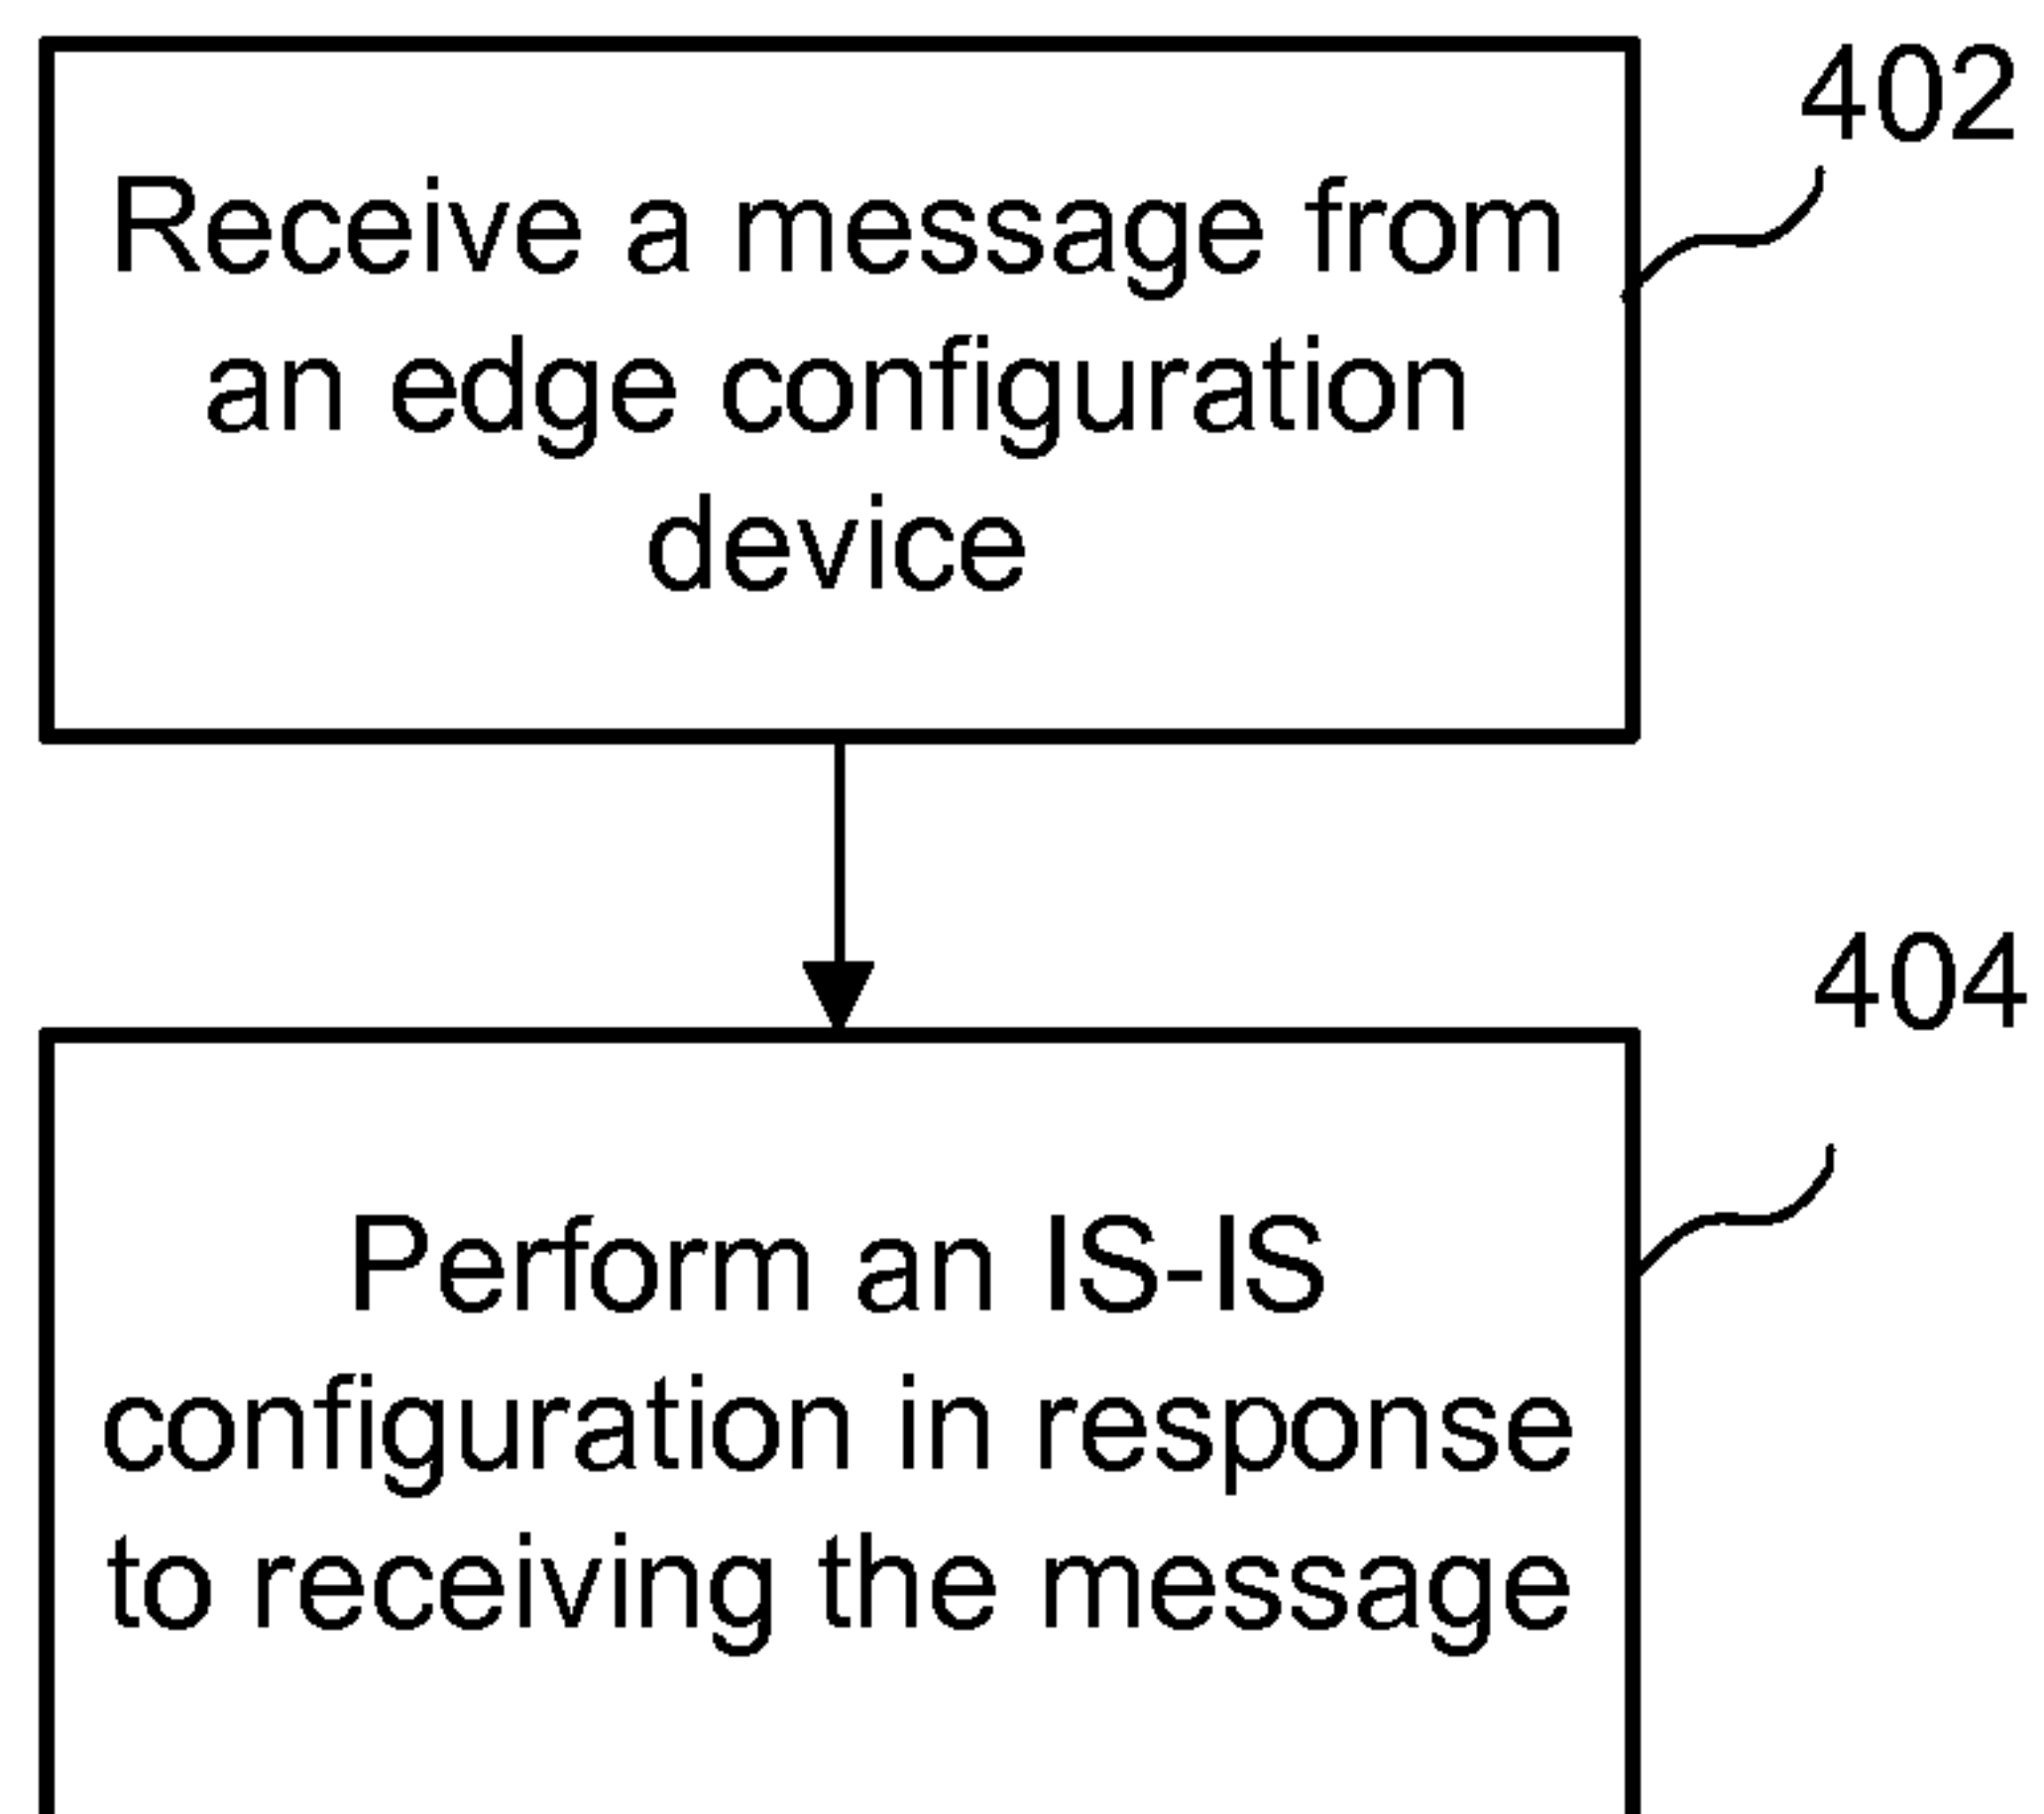 402
Receive a message from
an edge configuration
device
404
Perform an IS-IS
configuration in response
to receiving the message